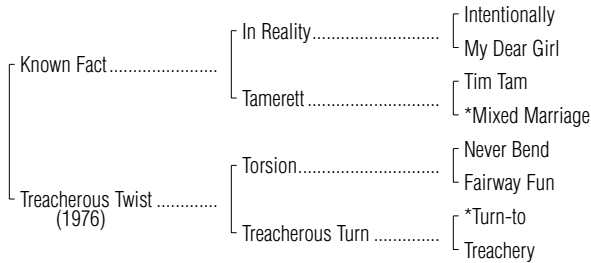 Intentionally
In Reality........................
My Dear Girl
Known Fact.....................
Tim Tam
Tamerett.........................
*Mixed Marriage
Never Bend
Torsion..........................
Fairway Fun
Treacherous Twist ............
(1976)
*Turn-to
Treacherous Turn .............
Treachery